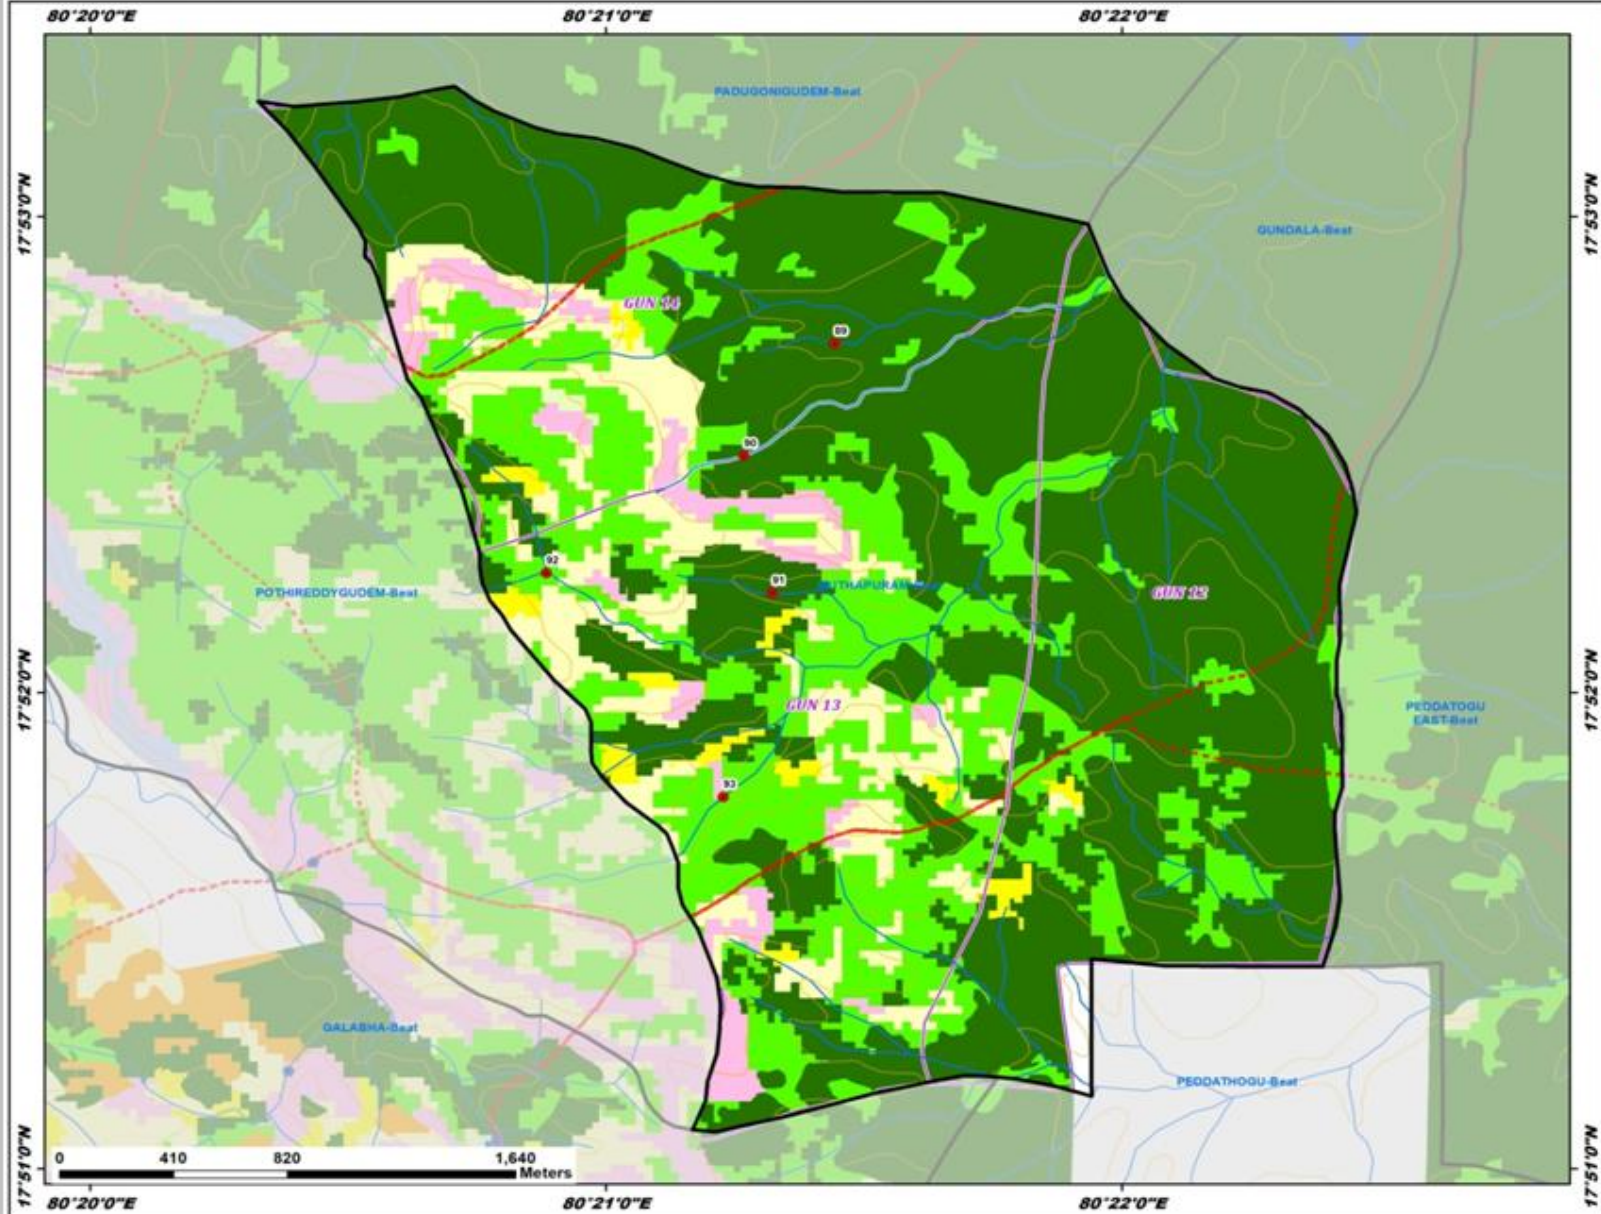 80°20'0"E 80°21'0"E 80°22'0"E
PADUGONIGUDEM-Beat
17°53'0"N 17°53'0"N
GUNDALA-Beat
GUN 14
89
90
92
91
POTHIREDDYGUDEM-Beat
GUN 12
17°52'0"N 17°52'0"N
GUN 13
PEDDATOGU
EAST-Beat
93
GALABHA-Beat
PEDDATHOGU-Beat
0 410 820 1,640
Meters
17°51'0"N 17°51'0"N
80°20'0"E 80°21'0"E 80°22'0"E